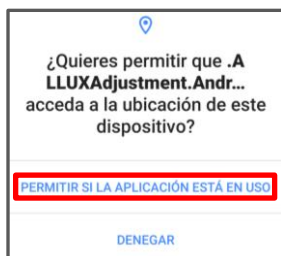 ¿Quieres permitir que .A
LLUXAdjustment.Andr...
acceda a la ubicación de este
dispositivo?
PERMITIR SI LA APLICACIÓN ESTÁ EN USO
DENEGAR